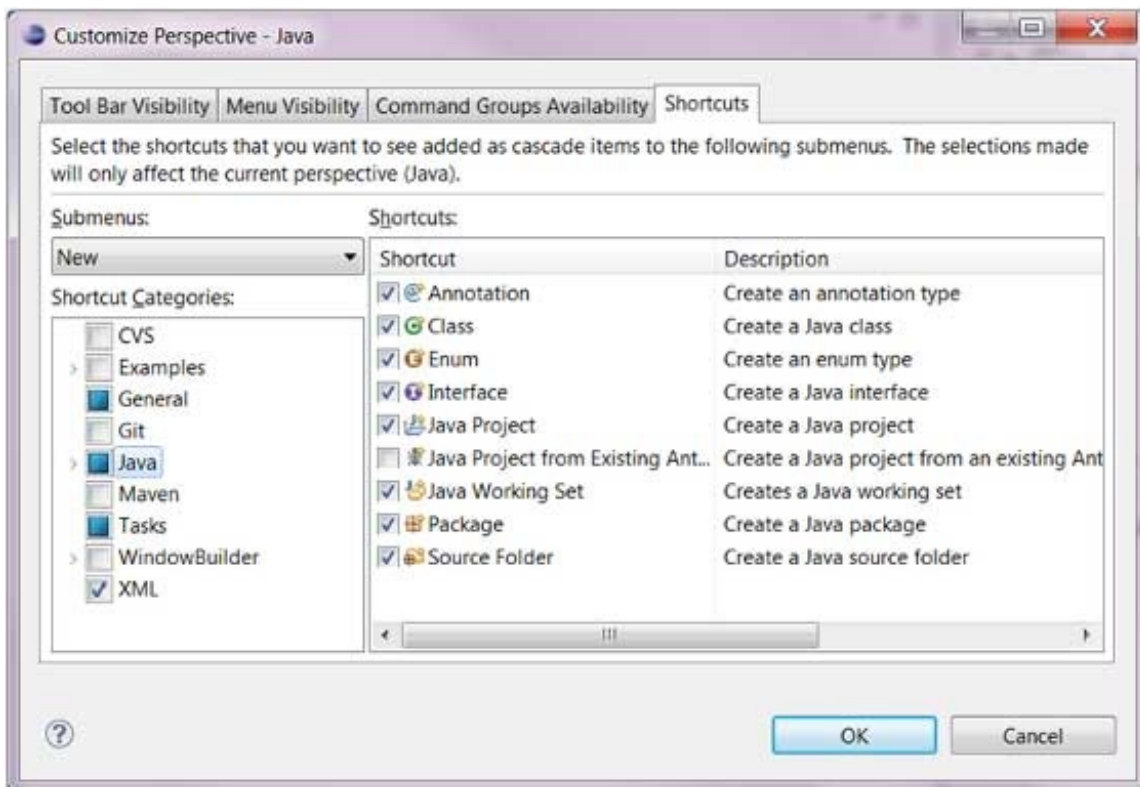 Customize Perspective - Java
Tool Bar Visibility Menu Visibility Command Groups Availability Shortcuts
Select the shortcuts that you want to see added as cascade items to the following submenus. The selections made
will only affect the current perspective (Java).
Submenus:
New
Shortcut Categories:
CVS
Examples
General
Git
Java
Maven
Tasks
WindowBuilder
XML
Shortcuts:
Shortcut Description
Annotation Create an annotation type
Class Create a Java class
Enum Create an enum type
Interface Create a Java interface
Java Project Create a Java project
Java Project from Existing Ant... Create a Java project from an existing Ant
Java Working Set Creates a Java working set
Package Create a Java package
Source Folder Create a Java source folder
OK Cancel